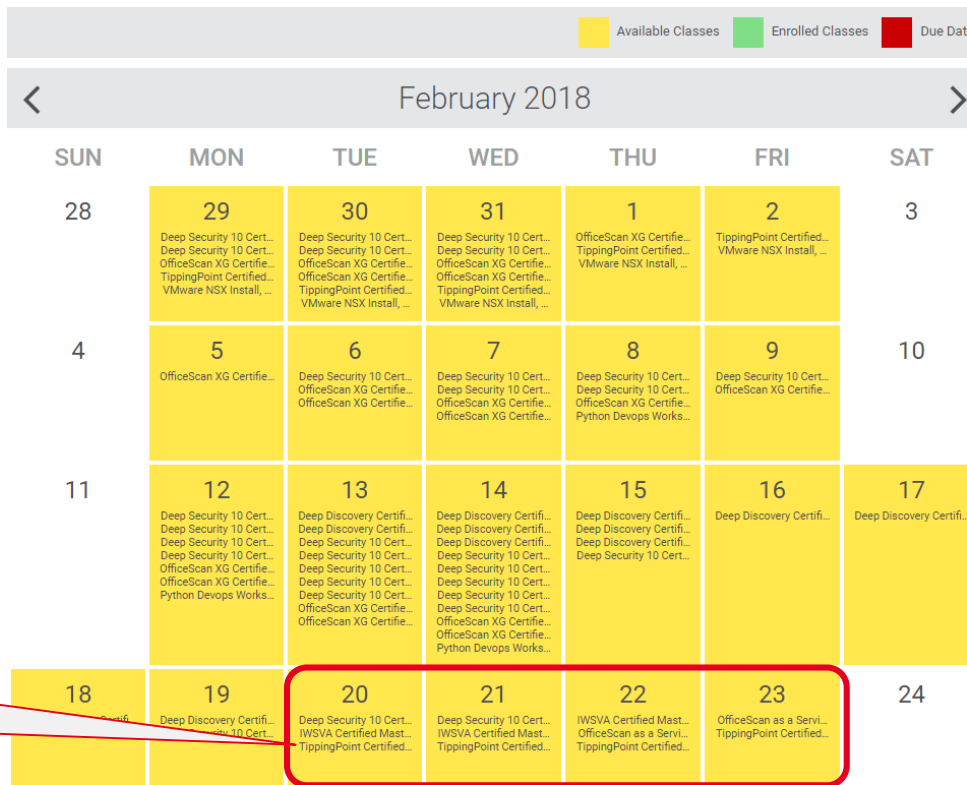 Available Classes Enrolled Classes Due Dat
February 2018
SUN MON TUE WED THU FRI SAT
28
29
Deep Security 10 Cert...
Deep Security 10 Cert...
OfficeScan XG Certifie...
TippingPoint Certified...
VMware NSX Install, ...
30
Deep Security 10 Cert...
Deep Security 10 Cert...
OfficeScan XG Certifie...
OfficeScan XG Certifie...
TippingPoint Certified...
VMware NSX Install, ...
31
Deep Security 10 Cert...
Deep Security 10 Cert...
OfficeScan XG Certifie...
OfficeScan XG Certifie...
TippingPoint Certified...
VMware NSX Install, ...
1
OfficeScan XG Certifie...
TippingPoint Certified...
VMware NSX Install, ...
2
TippingPoint Certified...
VMware NSX Install, ...
3
4
5
OfficeScan XG Certifie...
6
Deep Security 10 Cert...
OfficeScan XG Certifie...
OfficeScan XG Certifie...
7
Deep Security 10 Cert...
Deep Security 10 Cert...
OfficeScan XG Certifie...
OfficeScan XG Certifie...
8
Deep Security 10 Cert...
Deep Security 10 Cert...
OfficeScan XG Certifie...
Python Devops Works...
9
Deep Security 10 Cert...
OfficeScan XG Certifie...
10
11
12
Deep Security 10 Cert...
Deep Security 10 Cert...
Deep Security 10 Cert...
Deep Security 10 Cert...
OfficeScan XG Certifie...
OfficeScan XG Certifie...
Python Devops Works...
13
Deep Discovery Certifi...
Deep Discovery Certifi...
Deep Security 10 Cert...
Deep Security 10 Cert...
Deep Security 10 Cert...
Deep Security 10 Cert...
Deep Security 10 Cert...
OfficeScan XG Certifie...
OfficeScan XG Certifie...
14
Deep Discovery Certifi...
Deep Discovery Certifi...
Deep Discovery Certifi...
Deep Security 10 Cert...
Deep Security 10 Cert...
Deep Security 10 Cert...
Deep Security 10 Cert...
Deep Security 10 Cert...
OfficeScan XG Certifie...
OfficeScan XG Certifie...
Python Devops Works...
15
Deep Discovery Certifi...
Deep Discovery Certifi...
Deep Discovery Certifi...
Deep Security 10 Cert...
16
Deep Discovery Certifi...
17
Deep Discovery Certifi...
18
19
Deep Discovery Certifi...
10 Cert...
20
Deep Security 10 Cert...
IWSVA Certified Mast...
TippingPoint Certified...
21
Deep Security 10 Cert...
IWSVA Certified Mast...
TippingPoint Certified...
22
IWSVA Certified Mast...
OfficeScan as a Servi...
TippingPoint Certified...
23
OfficeScan as a Servi...
TippingPoint Certified...
24